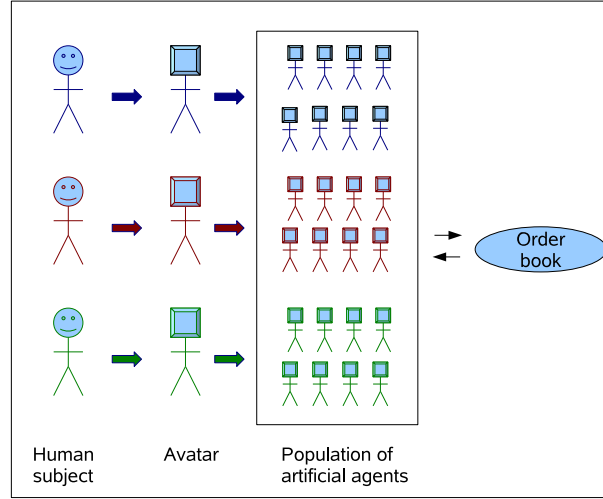 Order
book
Human
subject
Avatar
Population of
artificial agents